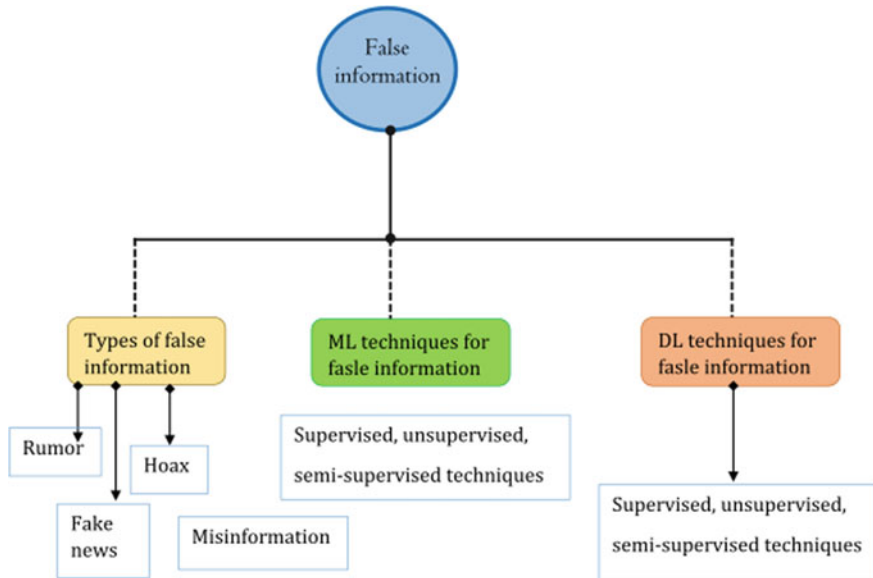 False
information
Types of false
information
ML techniques for
fasle information
DL techniques for
fasle information
Rumor
Hoax
Fake
news
Misinformation
Supervised, unsupervised,
semi-supervised techniques
Supervised, unsupervised,
semi-supervised techniques